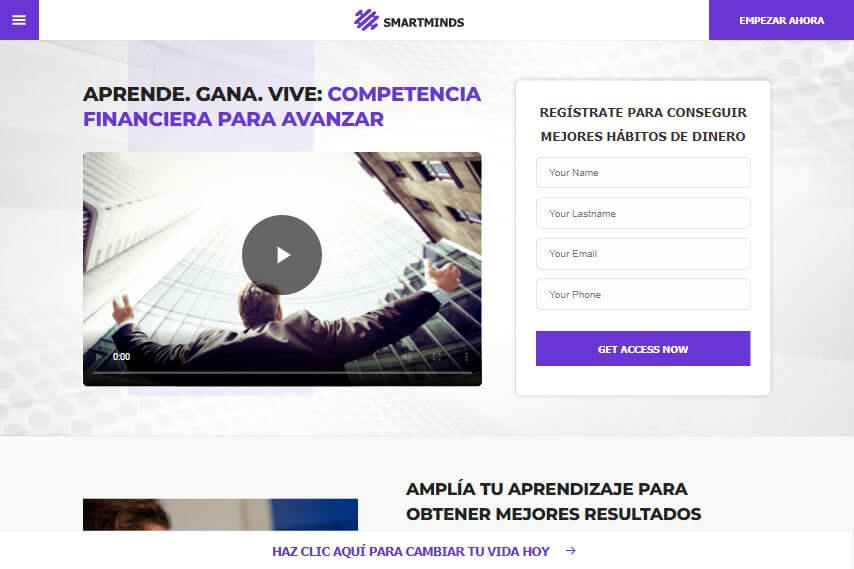 SMARTMINDS
EMPEZAR AHORA
APRENDE. GANA. VIVE: COMPETENCIA
FINANCIERA PARA AVANZAR
0:00
REGÍSTRATE PARA CONSEGUIR
MEJORES HÁBITOS DE DINERO
Your Name
Your Lastname
Your Email
Your Phone
GET ACCESS NOW
AMPLÍA TU APRENDIZAJE PARA
OBTENER MEJORES RESULTADOS
HAZ CLIC AQUÍ PARA CAMBIAR TU VIDA HOY